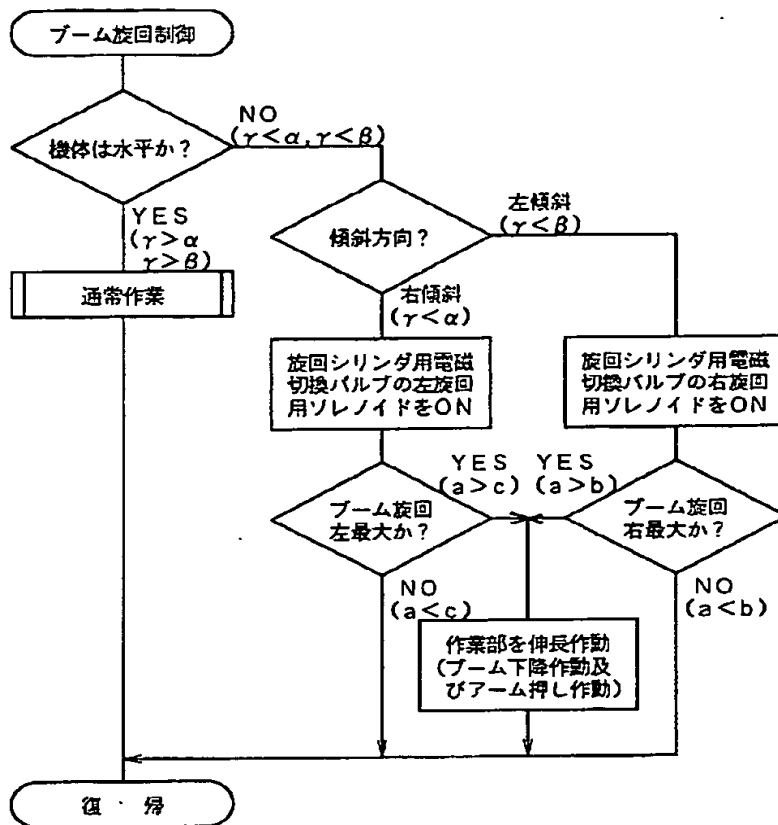 ブーム旋回制御
機体は水平か?
NO
(γ<α, γ<β)
YES
(γ>α
γ>β)
通常作業
傾斜方向?
左傾斜
(γ<β)
右傾斜
(γ<α)
旋回シリンダ用電磁
切換バルブの左旋回
用ソレノイドをON
旋回シリンダ用電磁
切換バルブの右旋回
用ソレノイドをON
ブーム旋回
左最大か?
YES
(a>c)
YES
(a>b)
ブーム旋回
右最大か?
NO
(a<c)
NO
(a<b)
作業部を伸長作動
(ブーム下降作動及
びアーム押し作動)
復 帰